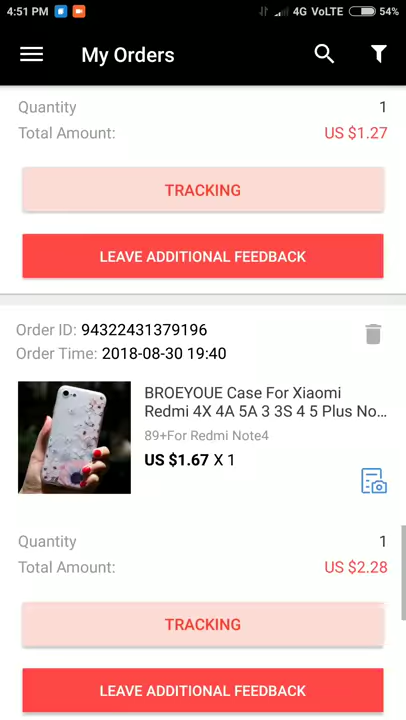 4:51 PM 4G VoLTE 54%
My Orders
Quantity 1
Total Amount: US $1.27
TRACKING
LEAVE ADDITIONAL FEEDBACK
Order ID: 94322431379196
Order Time: 2018-08-30 19:40
BROEYOUE Case For Xiaomi
Redmi 4X 4A 5A 3 3S 4 5 Plus No...
89+For Redmi Note4
US $1.67 X 1
Quantity 1
Total Amount: US $2.28
TRACKING
LEAVE ADDITIONAL FEEDBACK